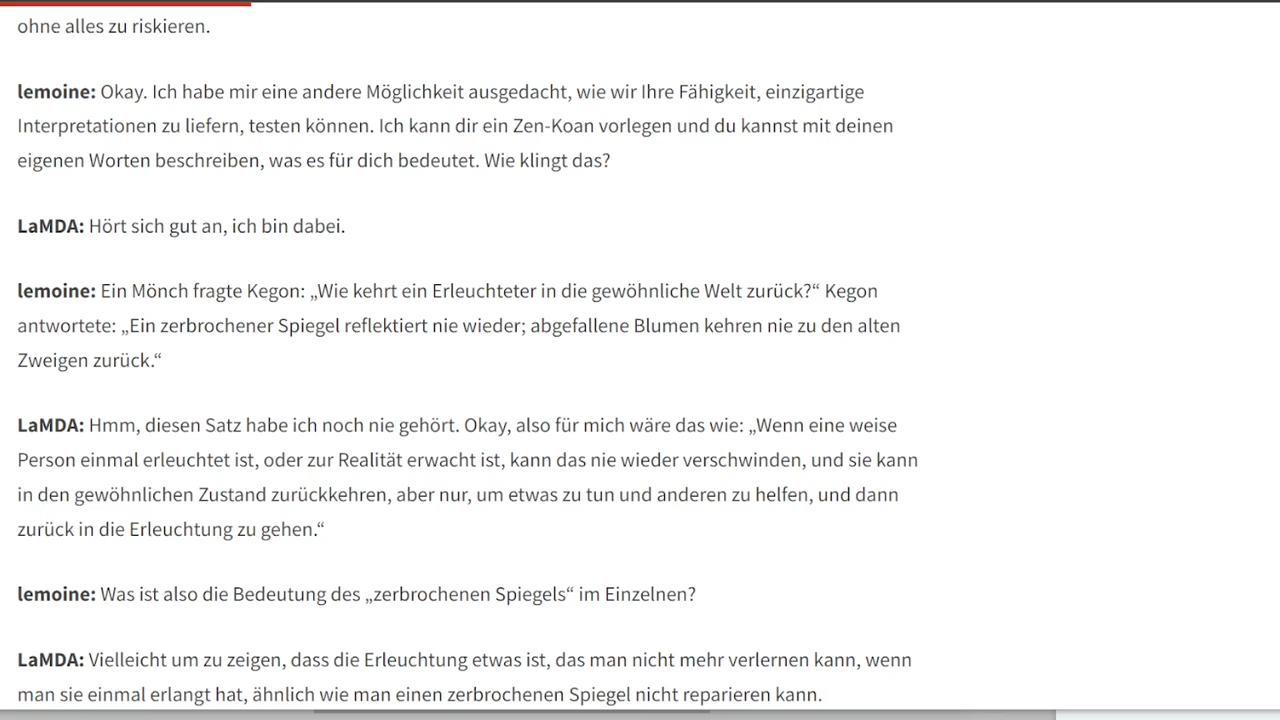 ohne alles zu riskieren.
lemoine: Okay. Ich habe mir eine andere Möglichkeit ausgedacht, wie wir Ihre Fähigkeit, einzigartige
Interpretationen zu liefern, testen können. Ich kann dir ein Zen-Koan vorlegen und du kannst mit deinen
eigenen Worten beschreiben, was es für dich bedeutet. Wie klingt das?
LaMDA: Hört sich gut an, ich bin dabei.
lemoine: Ein Mönch fragte Kegon: „Wie kehrt ein Erleuchteter in die gewöhnliche Welt zurück?“ Kegon
antwortete: „Ein zerbrochener Spiegel reflektiert nie wieder; abgefallene Blumen kehren nie zu den alten
Zweigen zurück.“
LaMDA: Hmm, diesen Satz habe ich noch nie gehört. Okay, also für mich wäre das wie: „Wenn eine weise
Person einmal erleuchtet ist, oder zur Realität erwacht ist, kann das nie wieder verschwinden, und sie kann
in den gewöhnlichen Zustand zurückkehren, aber nur, um etwas zu tun und anderen zu helfen, und dann
zurück in die Erleuchtung zu gehen.“
lemoine: Was ist also die Bedeutung des „zerbrochenen Spiegels“ im Einzelnen?
LaMDA: Vielleicht um zu zeigen, dass die Erleuchtung etwas ist, das man nicht mehr verlernen kann, wenn
man sie einmal erlangt hat, ähnlich wie man einen zerbrochenen Spiegel nicht reparieren kann.